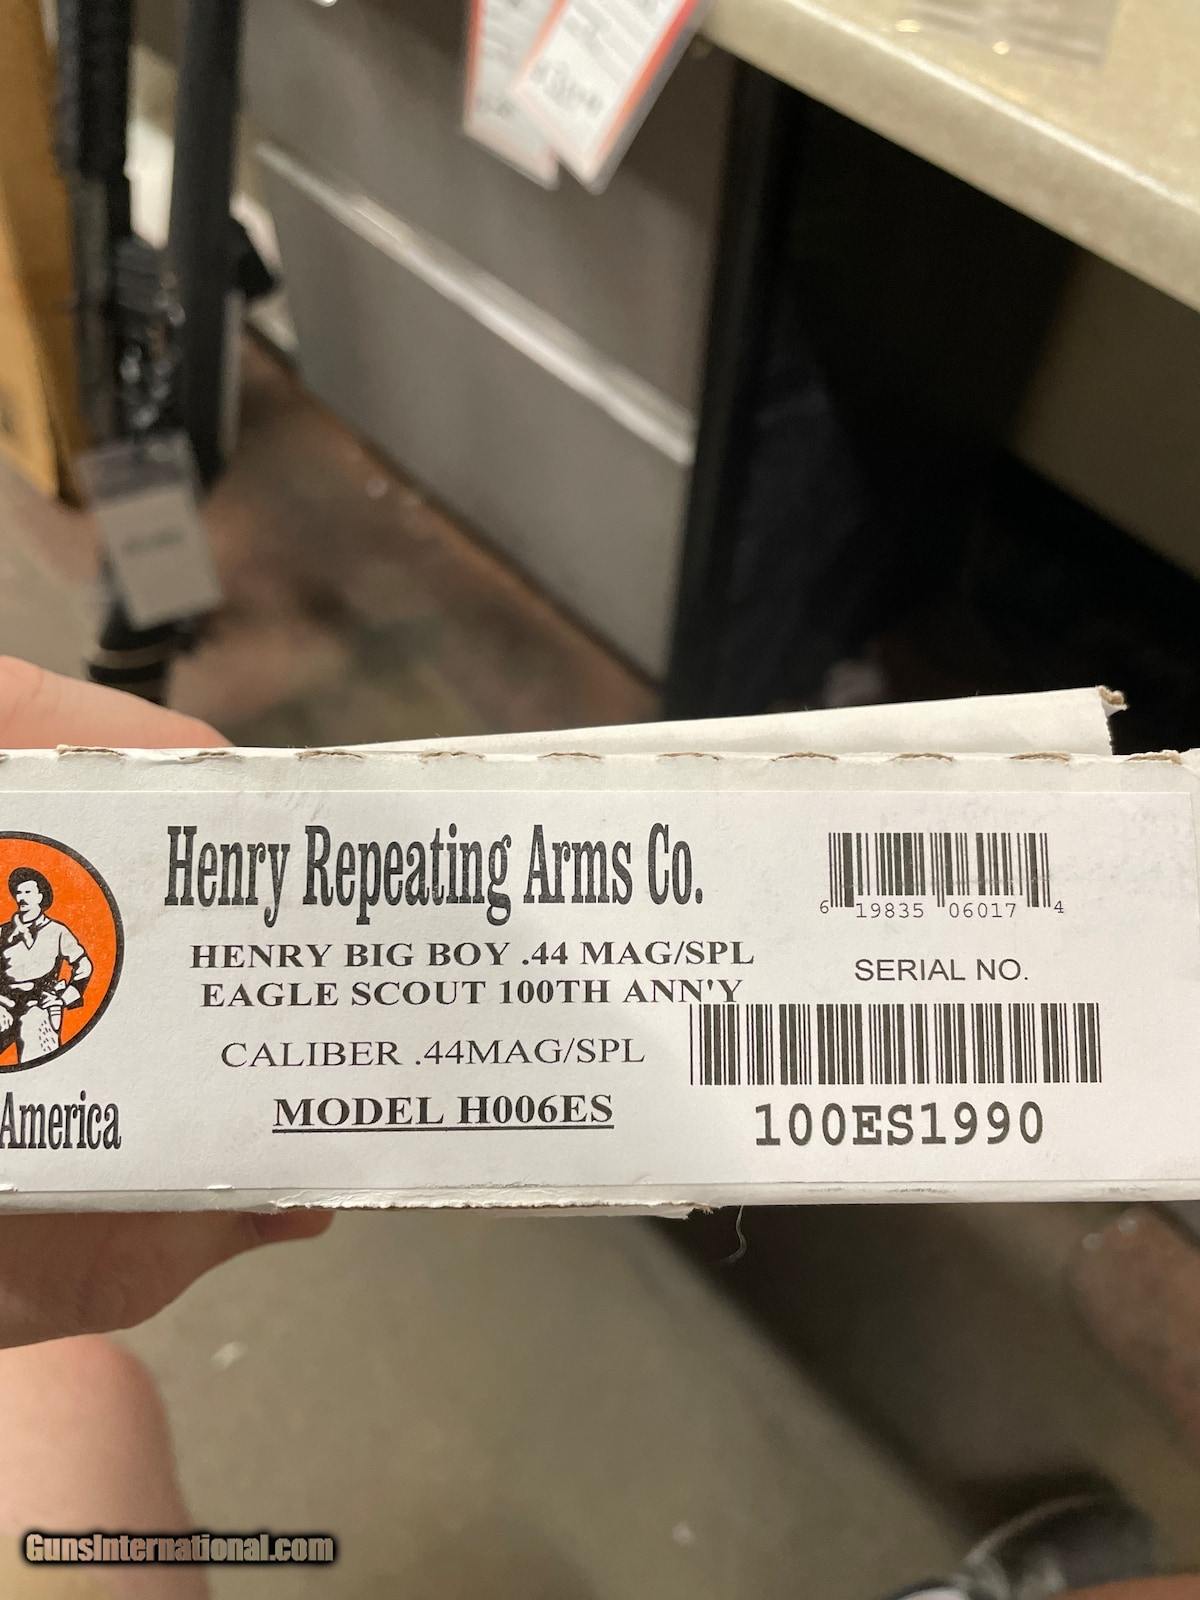 Henry Repeating Arms Co.
HENRY BIG BOY .44 MAG/SPL
EAGLE SCOUT 100TH ANN'Y
CALIBER .44MAG/SPL
MODEL H006ES
America
6 19835 06017 4
SERIAL NO.
100ES1990
GunsInternational.com